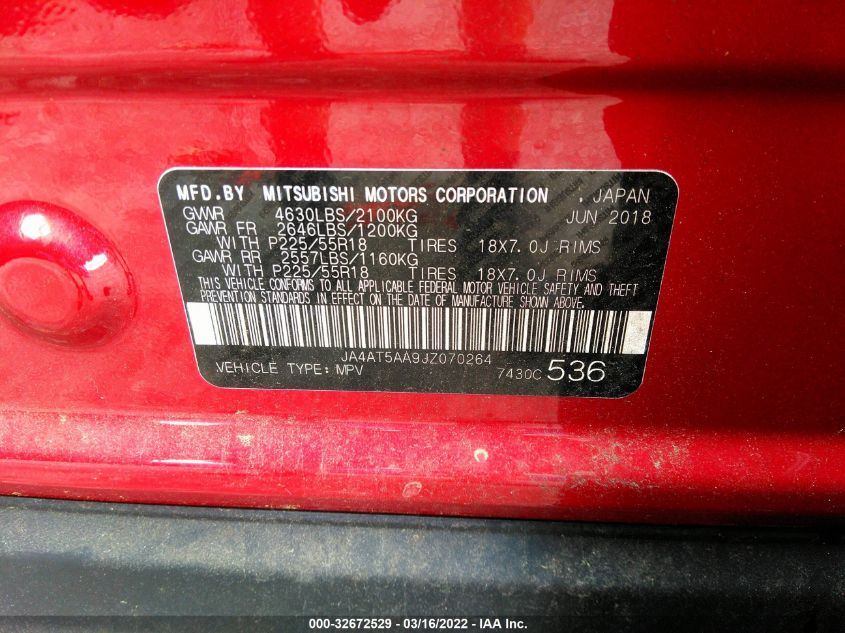 MFD.BY MITSUBISHI MOTORS CORPORATION . JAPAN
GVWR 4630LBS/2100KG JUN 2018
GAWR FR 2646LBS/1200KG
WITH P225/55R18 TIRES 18X7.0J RIMS
GAWR RR 2557LBS/1160KG
WITH P225/55R18 TIRES 18X7.0J RIMS
THIS VEHICLE CONFORMS TO ALL APPLICABLE FEDERAL MOTOR VEHICLE SAFETY AND THEFT
PREVENTION STANDARDS IN EFFECT ON THE DATE OF MANUFACTURE SHOWN ABOVE.
JA4AT5AA9JZ070264
VEHICLE TYPE: MPV 7430C 536
000-32672529 - 03/16/2022 - IAA Inc.